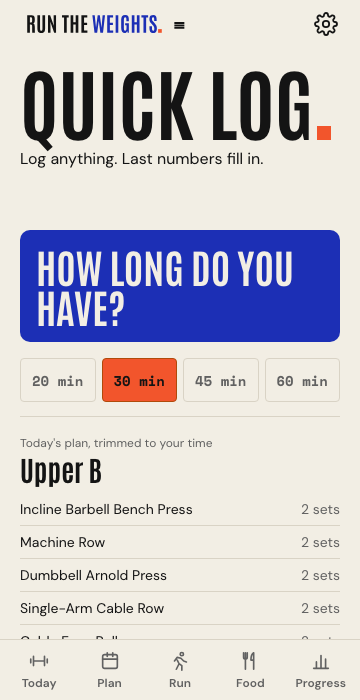 RUN THE WEIGHTS.
QUICK LOG.
Log anything. Last numbers fill in.
HOW LONG DO YOU
HAVE?
20 min 30 min 45 min 60 min
Today's plan, trimmed to your time
Upper B
Incline Barbell Bench Press 2 sets
Machine Row 2 sets
Dumbbell Arnold Press 2 sets
Single-Arm Cable Row 2 sets
Today Plan Run Food Progress